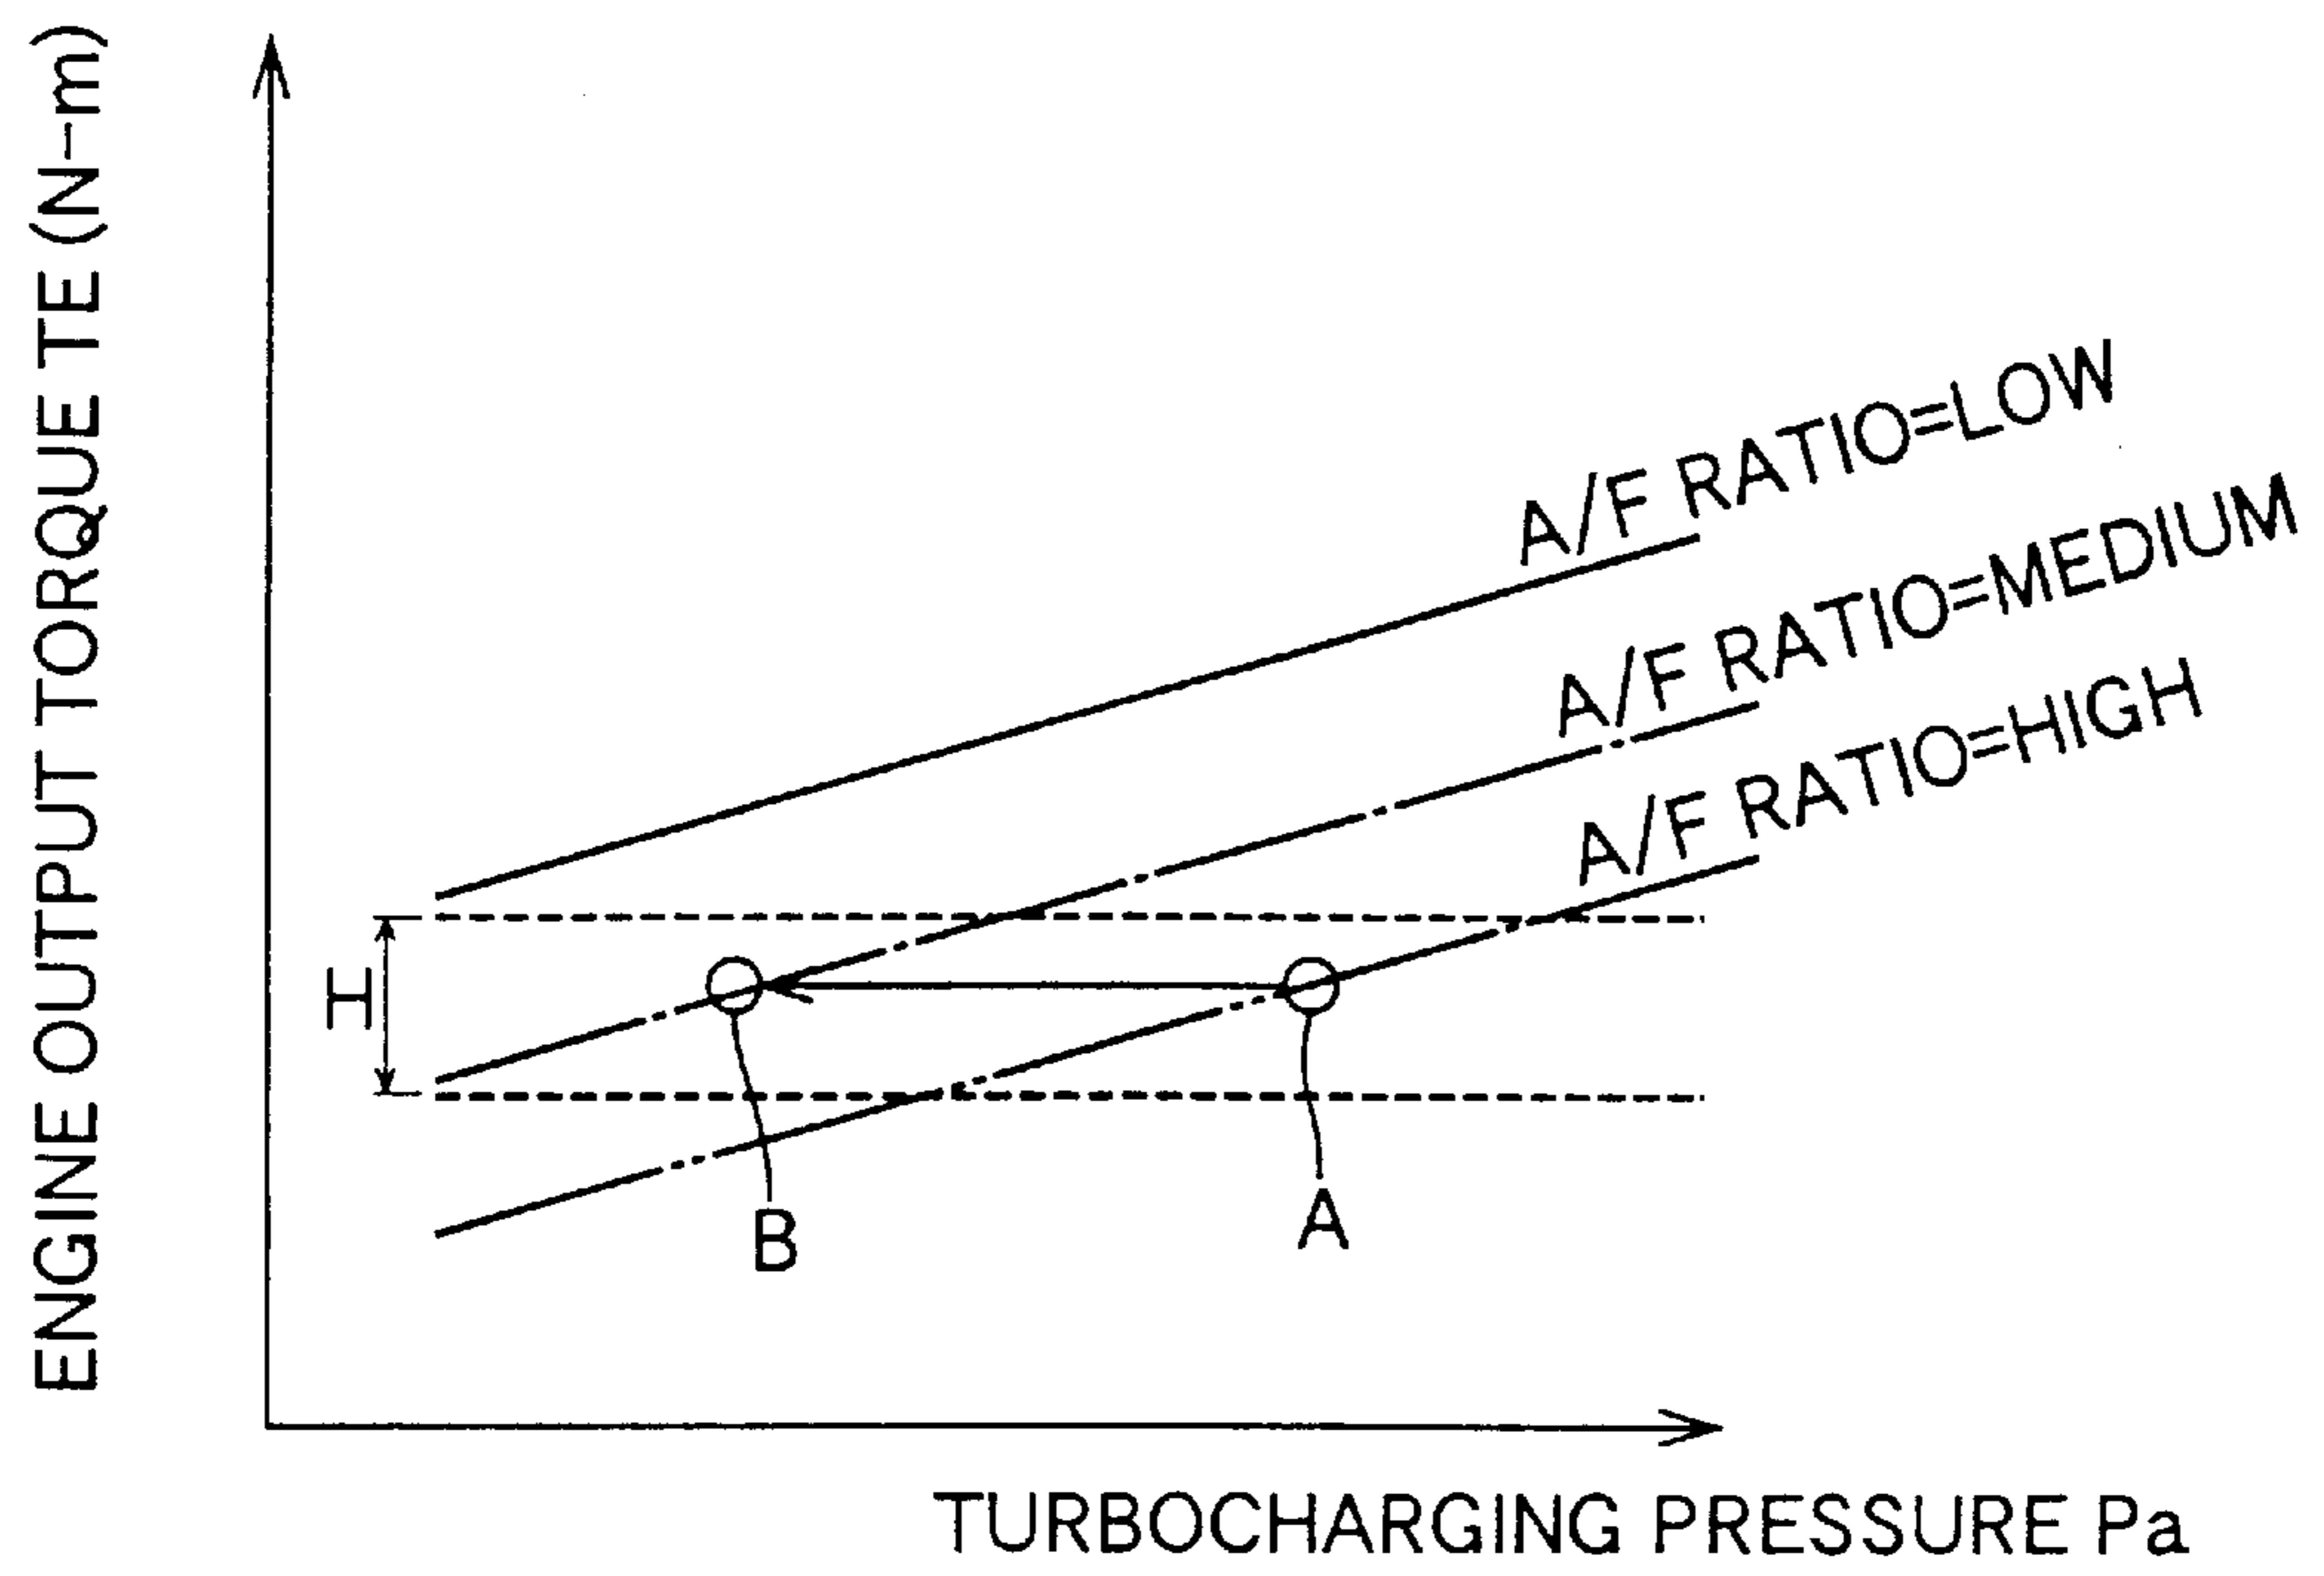 ENGINE OUTPUT TORQUE TE (N-m)
A/F RATIO=LOW
A/F RATIO=MEDIUM
A/F RATIO=HIGH
H
B
A
TURBOCHARGING PRESSURE Pa